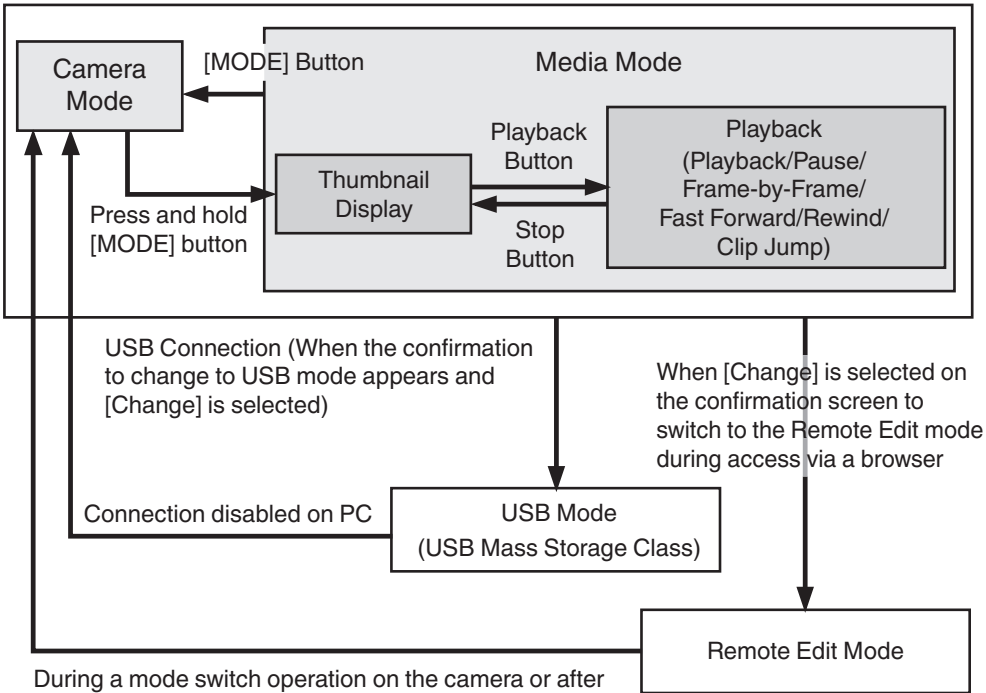 Camera
Mode
[MODE] Button
Media Mode
Press and hold
[MODE] button
Thumbnail
Display
Playback
Button
Stop
Button
Playback
(Playback/Pause/
Frame-by-Frame/
Fast Forward/Rewind/
Clip Jump)
USB Connection (When the confirmation
to change to USB mode appears and
[Change] is selected)
When [Change] is selected on
the confirmation screen to
switch to the Remote Edit mode
during access via a browser
Connection disabled on PC
USB Mode
(USB Mass Storage Class)
Remote Edit Mode
During a mode switch operation on the camera or after